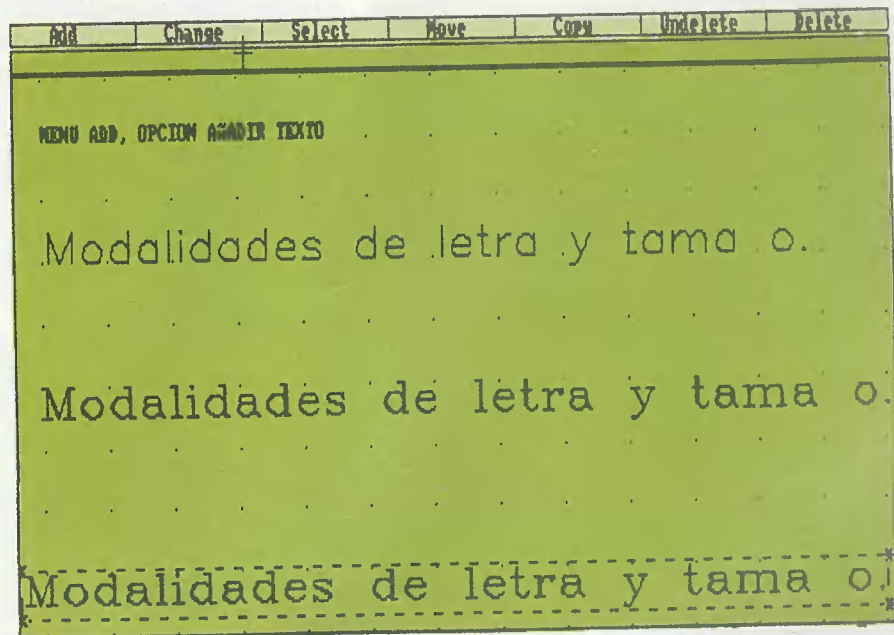 Add Change Select Move Copy Undelete Delete
MENU ADD, OPCION AÑADIR TEXTO
Modalidades de letra y tama o.
Modalidades de letra y tama o.
Modalidades de letra y tama o.